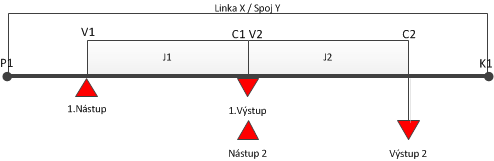 Linka X / Spoj Y
V1 C1 V2 C2
J1 J2
P1 K1
1.Nástup 1.Výstup
Nástup 2 Výstup 2